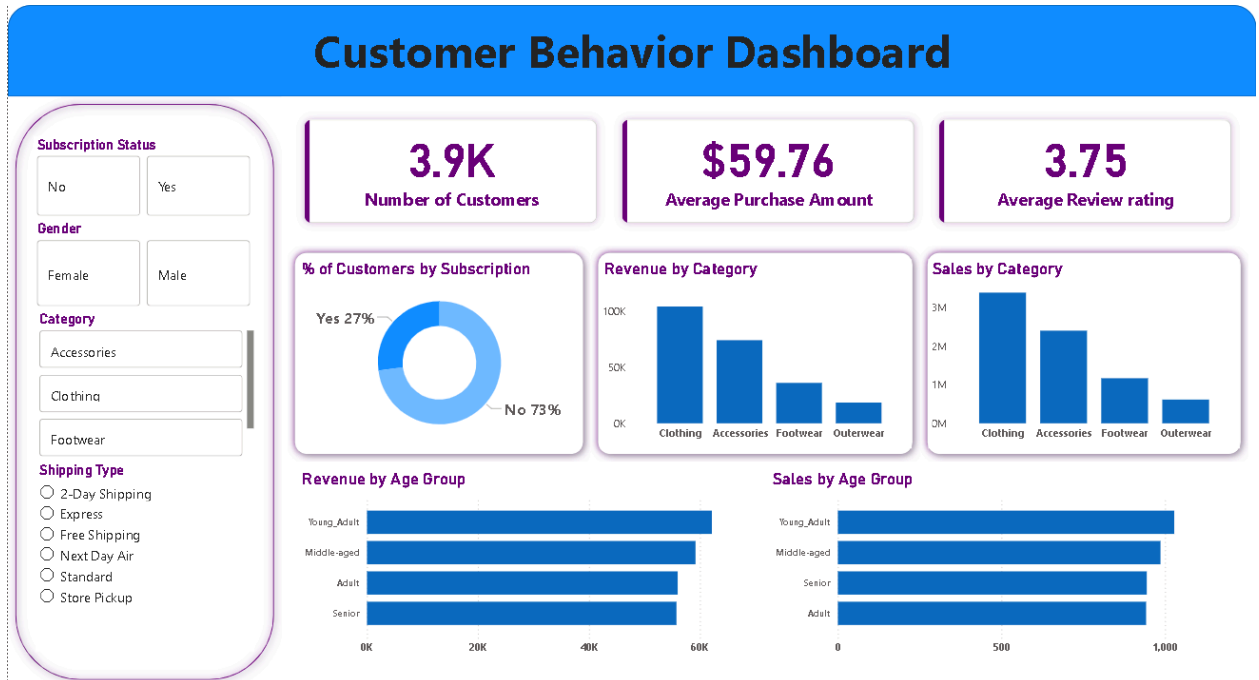 Customer Behavior Dashboard
Subscription Status
No
Yes
Gender
Female
Male
Category
Accessories
Clothing
Footwear
Shipping Type
2-Day Shipping
Express
Free Shipping
Next Day Air
Standard
Store Pickup
3.9K
Number of Customers
$59.76
Average Purchase Amount
3.75
Average Review rating
% of Customers by Subscription
Yes 27%
No 73%
Revenue by Category
100K
50K
0K
Clothing Accessories Footwear Outerwear
Sales by Category
3M
2M
1M
0M
Clothing Accessories Footwear Outerwear
Revenue by Age Group
Young_Adult
Middle-aged
Adult
Senior
0K 20K 40K 60K
Sales by Age Group
Young_Adult
Middle-aged
Senior
Adult
0 500 1,000